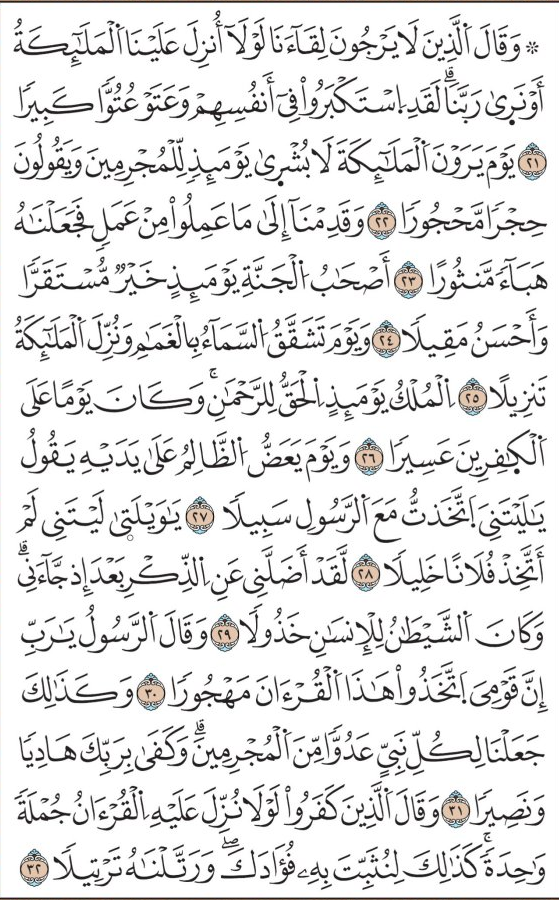 ۞ وَقَالَ ٱلَّذِينَ لَا يَرۡجُونَ لِقَآءَنَا لَوۡلَآ أُنزِلَ عَلَيۡنَا ٱلۡمَلَٰٓئِكَةُ
أَوۡ نَرٜىٰ رَبَّنَاۗ لَقَدِ ٱسۡتَكۡبَرُواْ فِيٓ أَنفُسِهِمۡ وَعَتَوۡ عُتُوّٗا كَبِيرٗا
٢١ يَوۡمَ يَرَوۡنَ ٱلۡمَلَٰٓئِكَةَ لَا بُشۡرٜىٰ يَوۡمَئِذٖ لِّلۡمُجۡرِمِينَ وَيَقُولُونَ
حِجۡرٗا مَّحۡجُورٗا ٢٢ وَقَدِمۡنَآ إِلَىٰ مَا عَمِلُواْ مِنۡ عَمَلٖ فَجَعَلۡنَٰهُ
هَبَآءٗ مَّنثُورًا ٢٣ أَصۡحَٰبُ ٱلۡجَنَّةِ يَوۡمَئِذٍ خَيۡرٞ مُّسۡتَقَرّٗا
وَأَحۡسَنُ مَقِيلٗا ٢٤ وَيَوۡمَ تَشَقَّقُ ٱلسَّمَآءُ بِٱلۡغَمَٰمِ وَنُزِّلَ ٱلۡمَلَٰٓئِكَةُ
تَنزِيلًا ٢٥ ٱلۡمُلۡكُ يَوۡمَئِذٍ ٱلۡحَقُّ لِلرَّحۡمَٰنِۚ وَكَانَ يَوۡمًا عَلَى
ٱلۡكٰٜفِرِينَ عَسِيرٗا ٢٦ وَيَوۡمَ يَعَضُّ ٱلظَّالِمُ عَلَىٰ يَدَيۡهِ يَقُولُ
يَٰلَيۡتَنِيَ ٱتَّخَذتُّ مَعَ ٱلرَّسُولِ سَبِيلٗا ٢٧ يَٰوَيۡلَتَىٰ لَيۡتَنِي لَمۡ
أَتَّخِذۡ فُلَانًا خَلِيلٗا ٢٨ لَّقَدۡ أَضَلَّنِي عَنِ ٱلذِّكۡرِ بَعۡدَ إِذ جَّآءَنِيۗ
وَكَانَ ٱلشَّيۡطَٰنُ لِلۡإِنسَٰنِ خَذُولٗا ٢٩ وَقَالَ ٱلرَّسُولُ يَٰرَبِّ
إِنَّ قَوۡمِيَ ٱتَّخَذُواْ هَٰذَا ٱلۡقُرۡءَانَ مَهۡجُورٗا ٣٠ وَكَذَٰلِكَ
جَعَلۡنَا لِكُلِّ نَبِيٍّ عَدُوّٗا مِّنَ ٱلۡمُجۡرِمِينَۗ وَكَفَىٰ بِرَبِّكَ هَادِيٗا
وَنَصِيرٗا ٣١ وَقَالَ ٱلَّذِينَ كَفَرُواْ لَوۡلَا نُزِّلَ عَلَيۡهِ ٱلۡقُرۡءَانُ جُمۡلَةٗ
وَٰحِدَةٗۚ كَذَٰلِكَ لِنُثَبِّتَ بِهِۦ فُؤَادَكَۖ وَرَتَّلۡنَٰهُ تَرۡتِيلٗا ٣٢